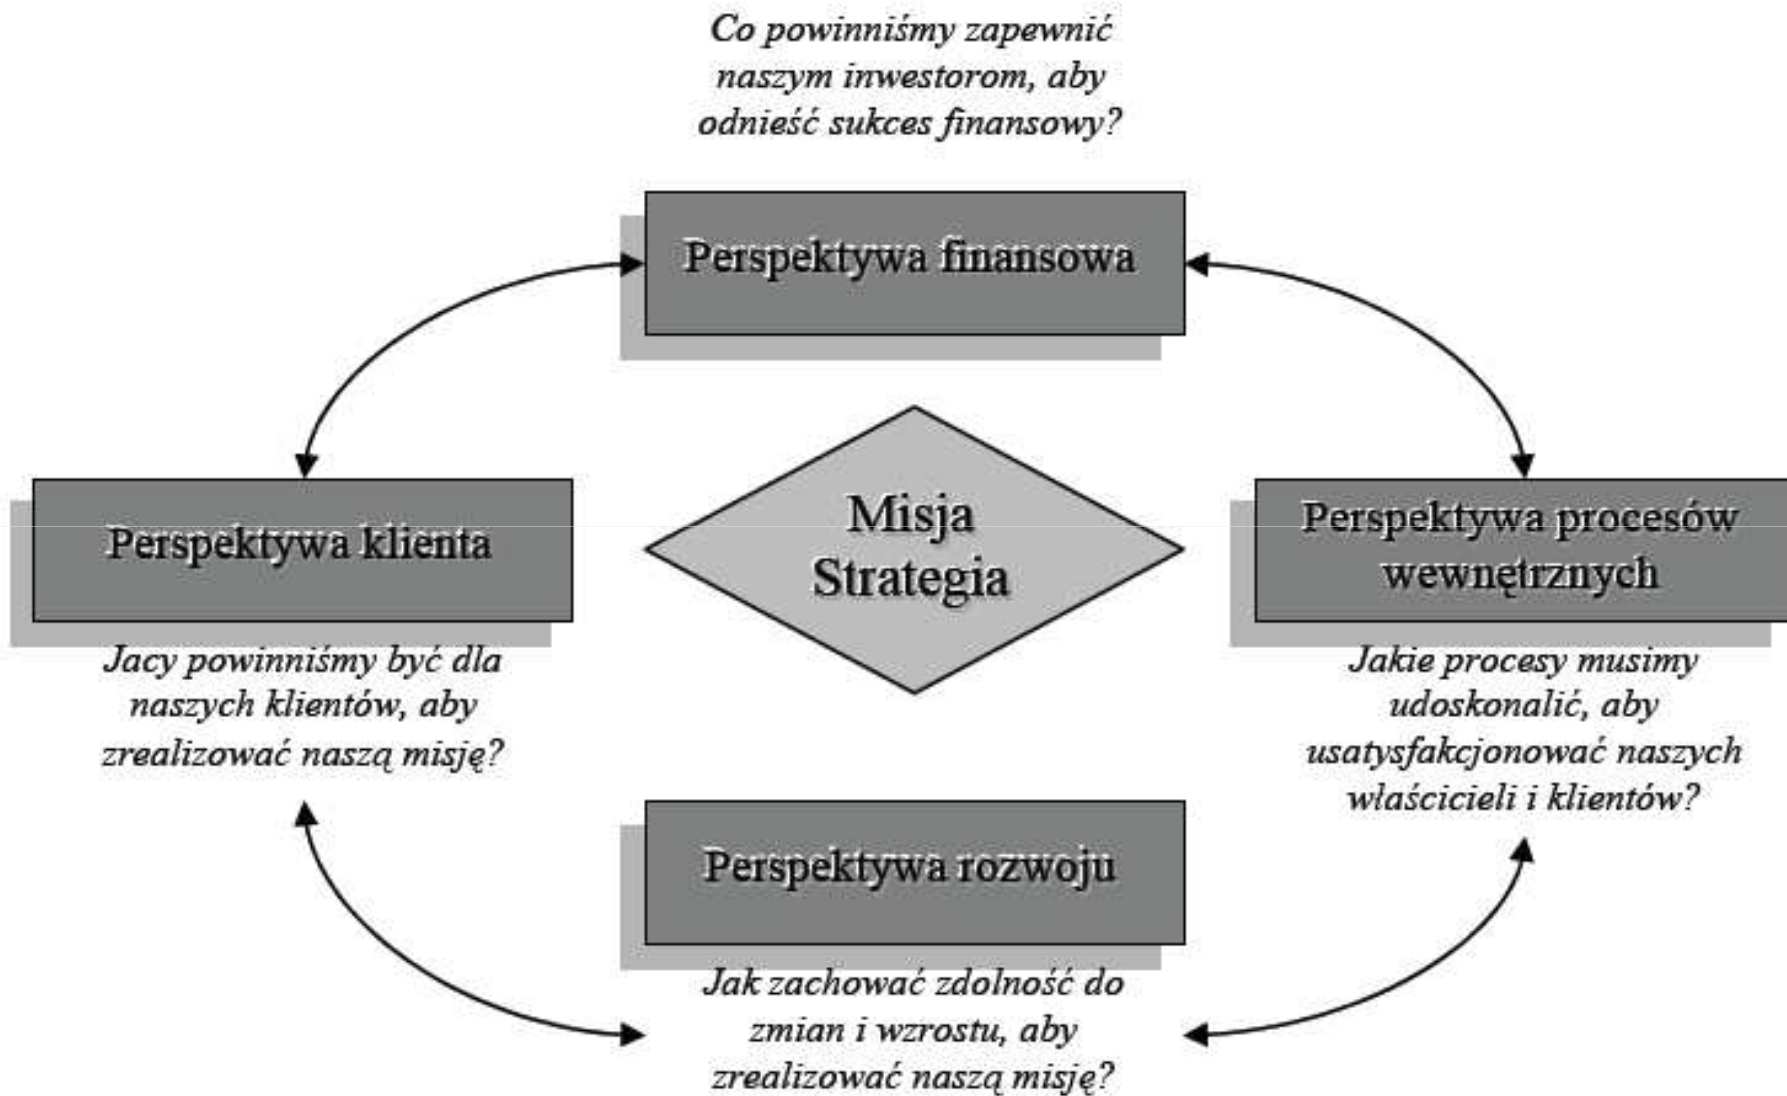 Co powinniśmy zapewnić
naszym inwestorom, aby
odnieść sukces finansowy?
Perspektywa finansowa
Perspektywa klienta
Misja
Strategia
Perspektywa procesów
wewnętrznych
Jacy powinniśmy być dla
naszych klientów, aby
zrealizować naszą misję?
Jakie procesy musimy
udoskonalić, aby
usatysfakcjonować naszych
właścicieli i klientów?
Perspektywa rozwoju
Jak zachować zdolność do
zmian i wzrostu, aby
zrealizować naszą misję?